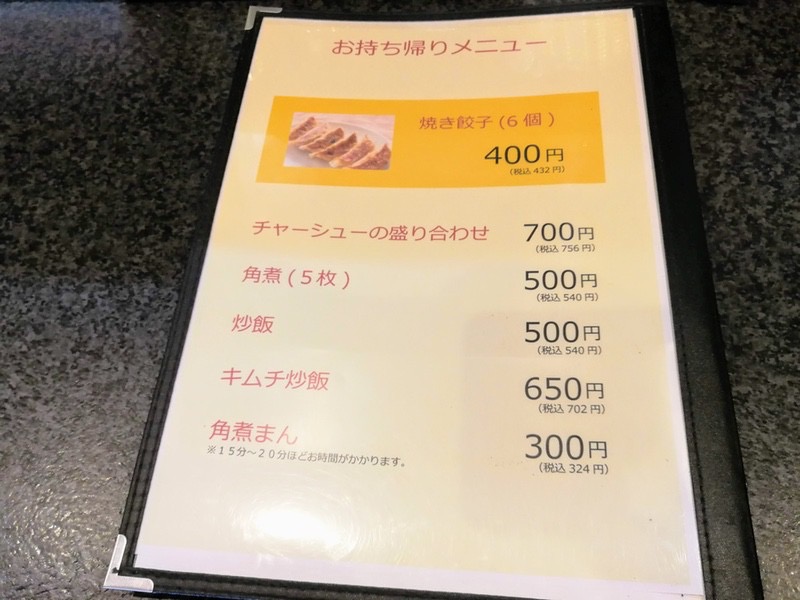 お持ち帰りメニュー
焼き餃子(6個)
400円
(税込432円)
チャーシューの盛り合わせ 700円
(税込756円)
角煮(5枚) 500円
(税込540円)
炒飯 500円
(税込540円)
キムチ炒飯 650円
(税込702円)
角煮まん 300円
※15分～20分ほどお時間がかかります。 (税込324円)